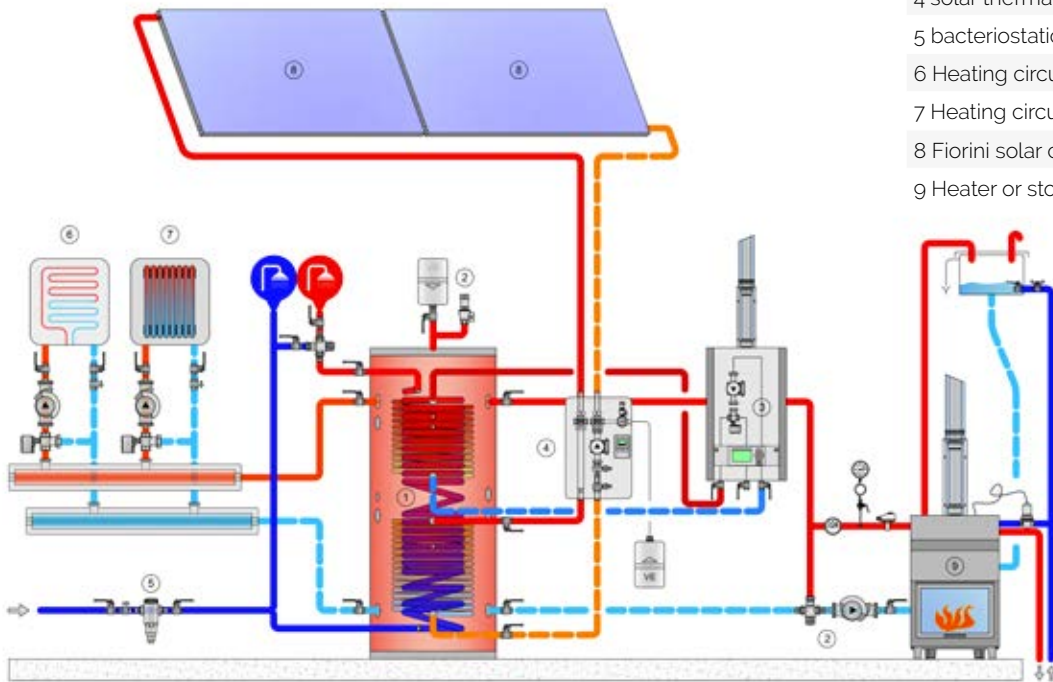 4 solar therma
5 bacteriostatic
6 Heating circu
7 Heating circu
8 Fiorini solar c
9 Heater or sto
8
8
6
7
2
3
4
1
VE
5
9
2